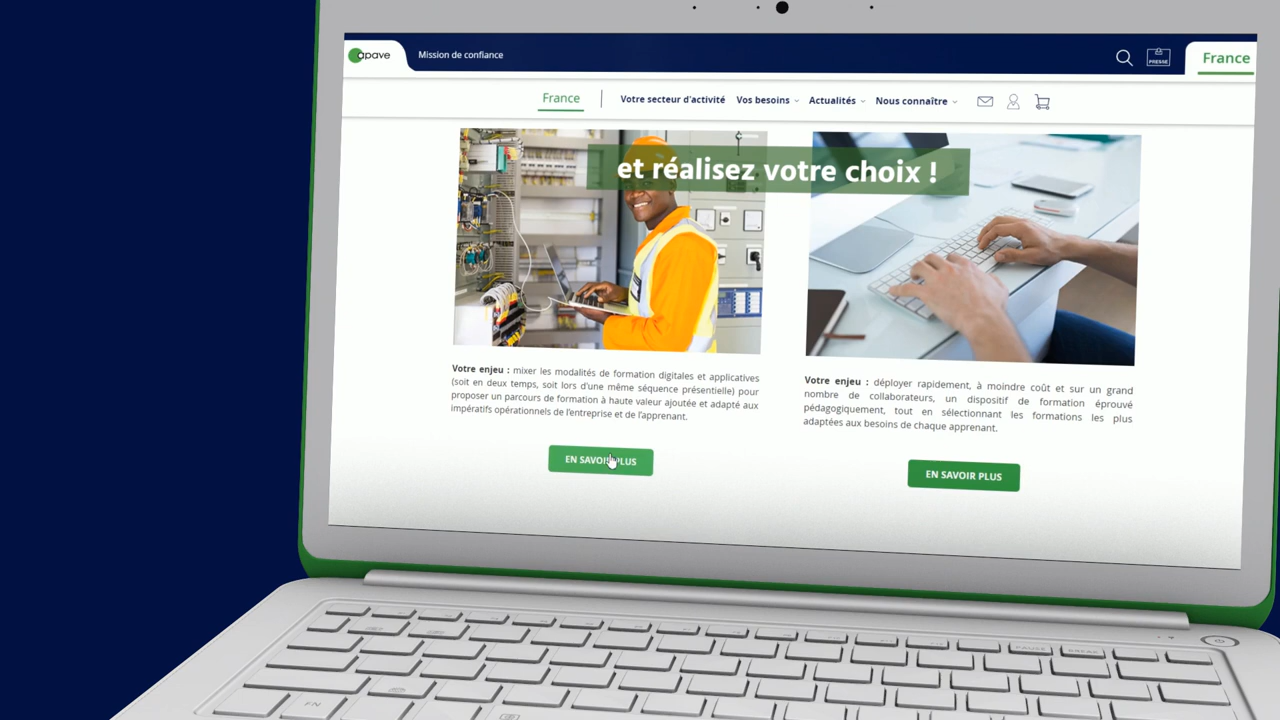 apave
Mission de confiance
PRESSE
France
France
Votre secteur d'activité
Vos besoins
Actualités
Nous connaître
et réalisez votre choix !
Votre enjeu : mixer les modalités de formation digitales et applicatives
(soit en deux temps, soit lors d'une même séquence présentielle) pour
proposer un parcours de formation à haute valeur ajoutée et adapté aux
impératifs opérationnels de l'entreprise et de l'apprenant.
EN SAVOIR PLUS
Votre enjeu : déployer rapidement, à moindre coût et sur un grand
nombre de collaborateurs, un dispositif de formation éprouvé
pédagogiquement, tout en sélectionnant les formations les plus
adaptées aux besoins de chaque apprenant.
EN SAVOIR PLUS
PAUSE
BREAK
FN